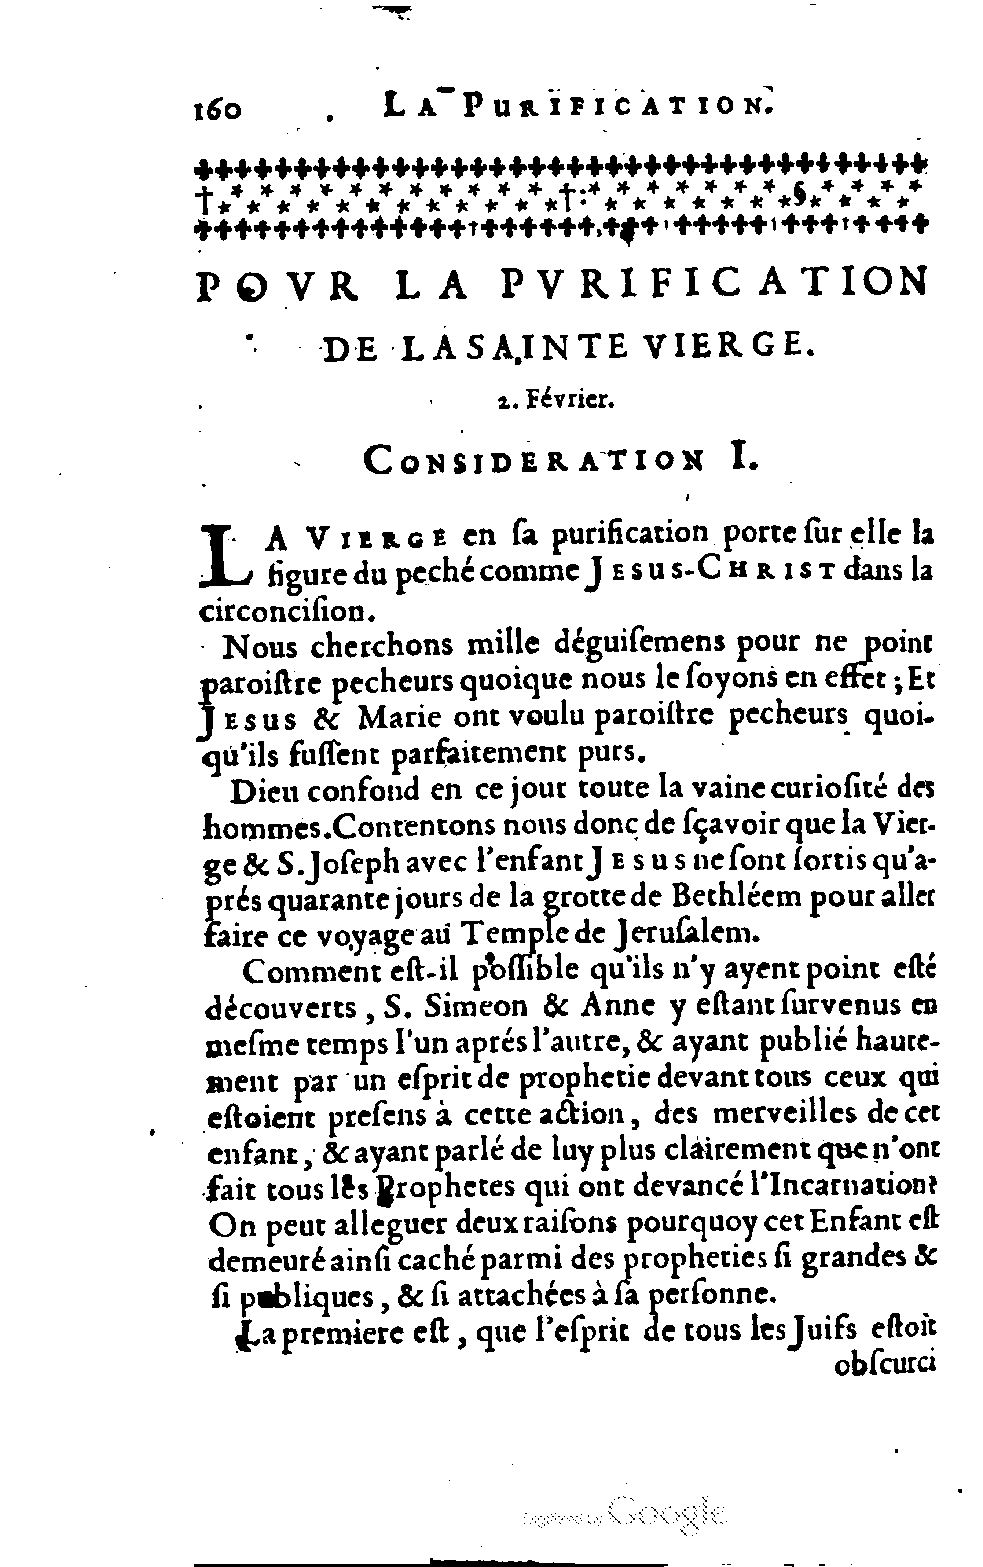 160 LA PURIFICATION.
POVR LA PVRIFICATION
DE LA SAINTE VIERGE.
2. Février.
CONSIDERATION I.
LA VIERGE en ſa purification porte ſur elle la
figure du peché comme JESUS-CHRIST dans la
circonciſion.
Nous cherchons mille déguiſemens pour ne point
paroiſtre pecheurs quoique nous le ſoyons en effet ; Et
JESUS & Marie ont voulu paroiſtre pecheurs quoi-
qu'ils fuſſent parfaitement purs.
Dieu confond en ce jour toute la vaine curioſité des
hommes. Contentons nous donc de ſçavoir que la Vier-
ge & S. Joſeph avec l'enfant JESUS ne ſont ſortis qu'a-
prés quarante jours de la grotte de Bethléem pour aller
faire ce voyage au Temple de Jeruſalem.
Comment eſt-il poſſible qu'ils n'y ayent point eſté
découverts, S. Simeon & Anne y eſtant ſurvenus en
meſme temps l'un aprés l'autre, & ayant publié haute-
ment par un eſprit de prophetie devant tous ceux qui
eſtoient preſens à cette action, des merveilles de cet
enfant, & ayant parlé de luy plus clairement que n'ont
fait tous les Prophetes qui ont devancé l'Incarnation?
On peut alleguer deux raiſons pourquoy cet Enfant eſt
demeuré ainſi caché parmi des propheties ſi grandes &
ſi publiques, & ſi attachées à ſa perſonne.
La premiere eſt, que l'eſprit de tous les Juifs eſtoit
obſcurci
Digitized by Google